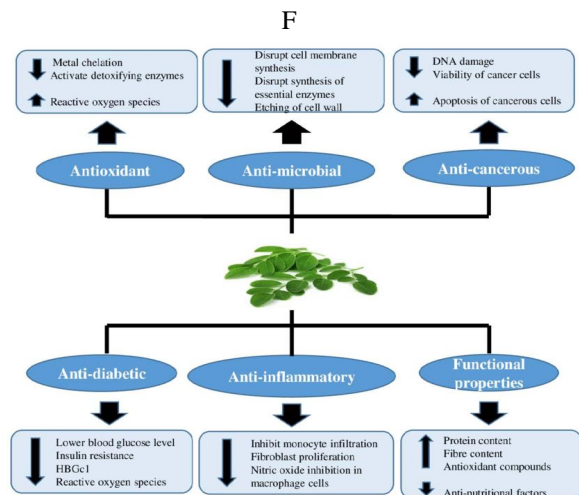 F
Metal chelation
Activate detoxifying enzymes
Reactive oxygen species
Disrupt cell membrane
synthesis
Disrupt synthesis of
essential enzymes
Etching of cell wall
DNA damage
Viability of cancer cells
Apoptosis of cancerous cells
Antioxidant
Anti-microbial
Anti-cancerous
Anti-diabetic
Anti-inflammatory
Functional
properties
Lower blood glucose level
Insulin resistance
HBGc1
Reactive oxygen species
Inhibit monocyte infiltration
Fibroblast proliferation
Nitric oxide inhibition in
macrophage cells
Protein content
Fibre content
Antioxidant compounds
Anti-nutritional factors